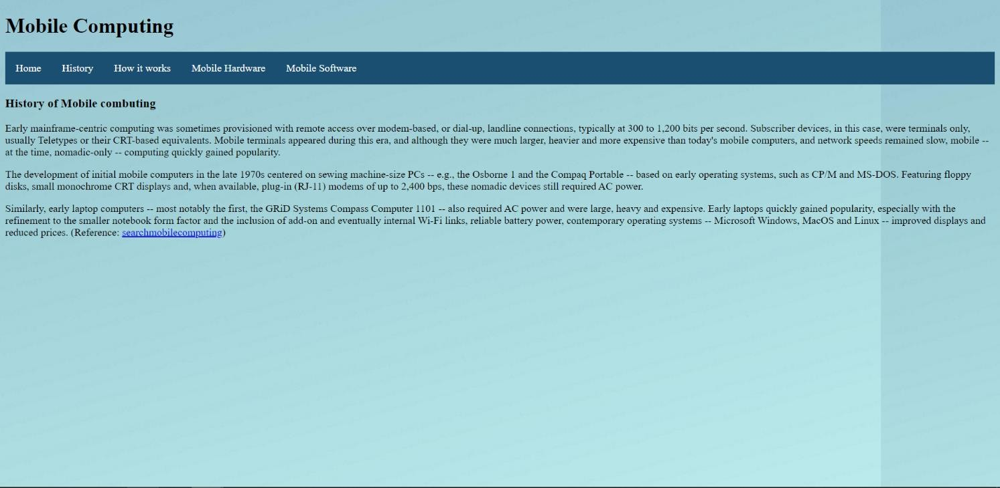 Mobile Computing
Home History How it works Mobile Hardware Mobile Software
History of Mobile combuting
Early mainframe-centric computing was sometimes provisioned with remote access over modem-based, or dial-up, landline connections, typically at 300 to 1,200 bits per second. Subscriber devices, in this case, were terminals only,
usually Teletypes or their CRT-based equivalents. Mobile terminals appeared during this era, and although they were much larger, heavier and more expensive than today's mobile computers, and network speeds remained slow, mobile --
at the time, nomadic-only -- computing quickly gained popularity.
The development of initial mobile computers in the late 1970s centered on sewing machine-size PCs -- e.g., the Osborne 1 and the Compaq Portable -- based on early operating systems, such as CP/M and MS-DOS. Featuring floppy
disks, small monochrome CRT displays and, when available, plug-in (RJ-11) modems of up to 2,400 bps, these nomadic devices still required AC power.
Similarly, early laptop computers -- most notably the first, the GRiD Systems Compass Computer 1101 -- also required AC power and were large, heavy and expensive. Early laptops quickly gained popularity, especially with the
refinement to the smaller notebook form factor and the inclusion of add-on and eventually internal Wi-Fi links, reliable battery power, contemporary operating systems -- Microsoft Windows, MacOS and Linux -- improved displays and
reduced prices. (Reference: searchmobilecomputing)